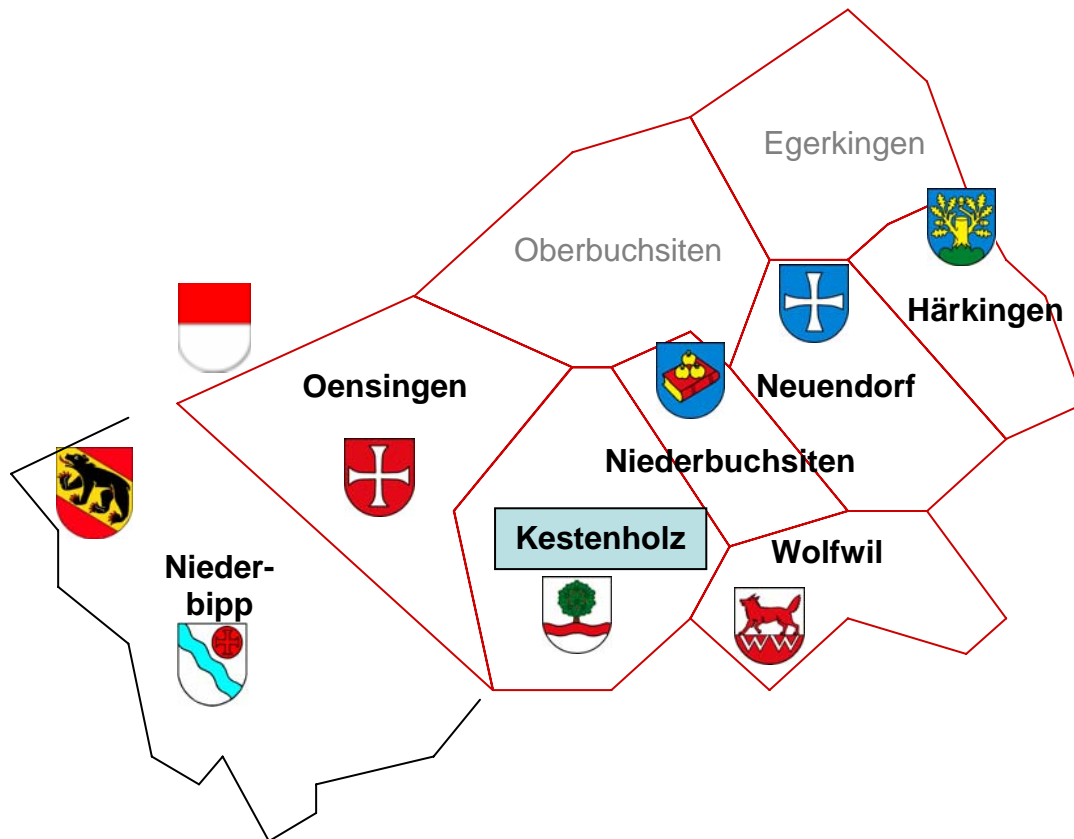 Egerkingen
Oberbuchsiten
Härkingen
Oensingen
Neuendorf
Niederbuchsiten
Kestenholz
Wolfwil
Nieder-
bipp
W W